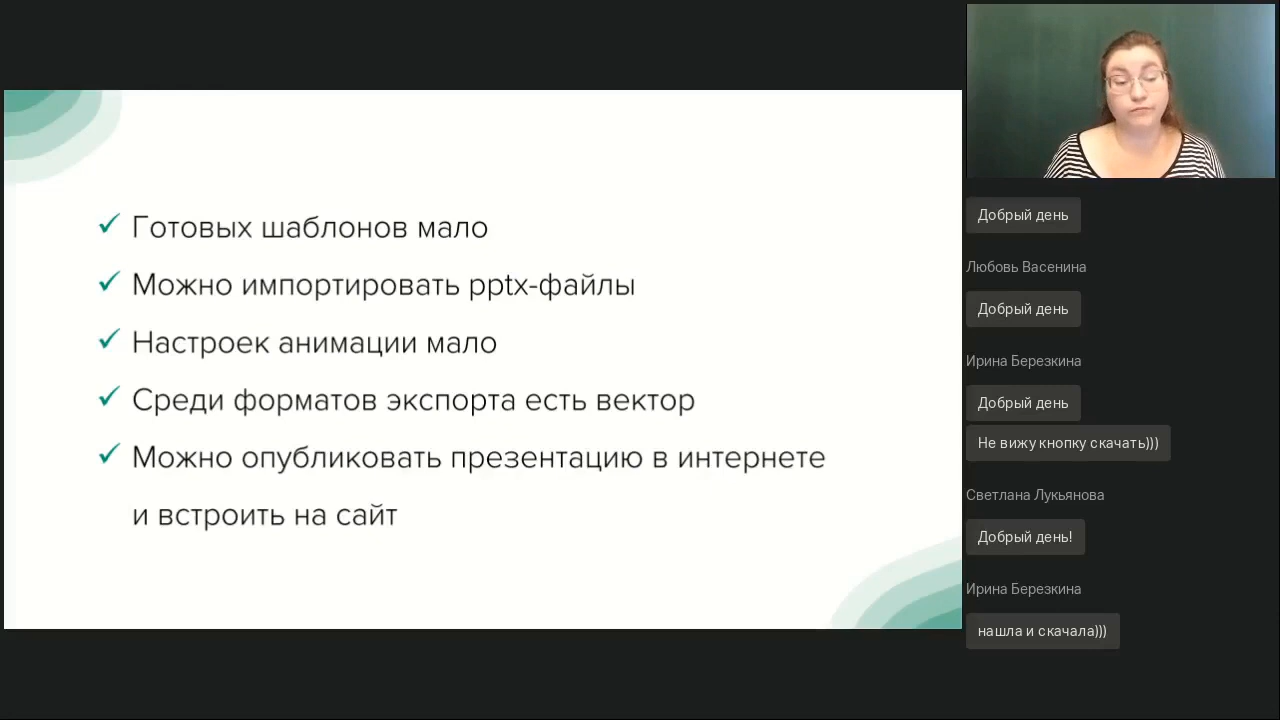 Готовых шаблонов мало
Можно импортировать pptx-файлы
Настроек анимации мало
Среди форматов экспорта есть вектор
Можно опубликовать презентацию в интернете
и встроить на сайт
Добрый день
Любовь Васенина
Добрый день
Ирина Березкина
Добрый день
Не вижу кнопку скачать)))
Светлана Лукьянова
Добрый день!
Ирина Березкина
нашла и скачала)))